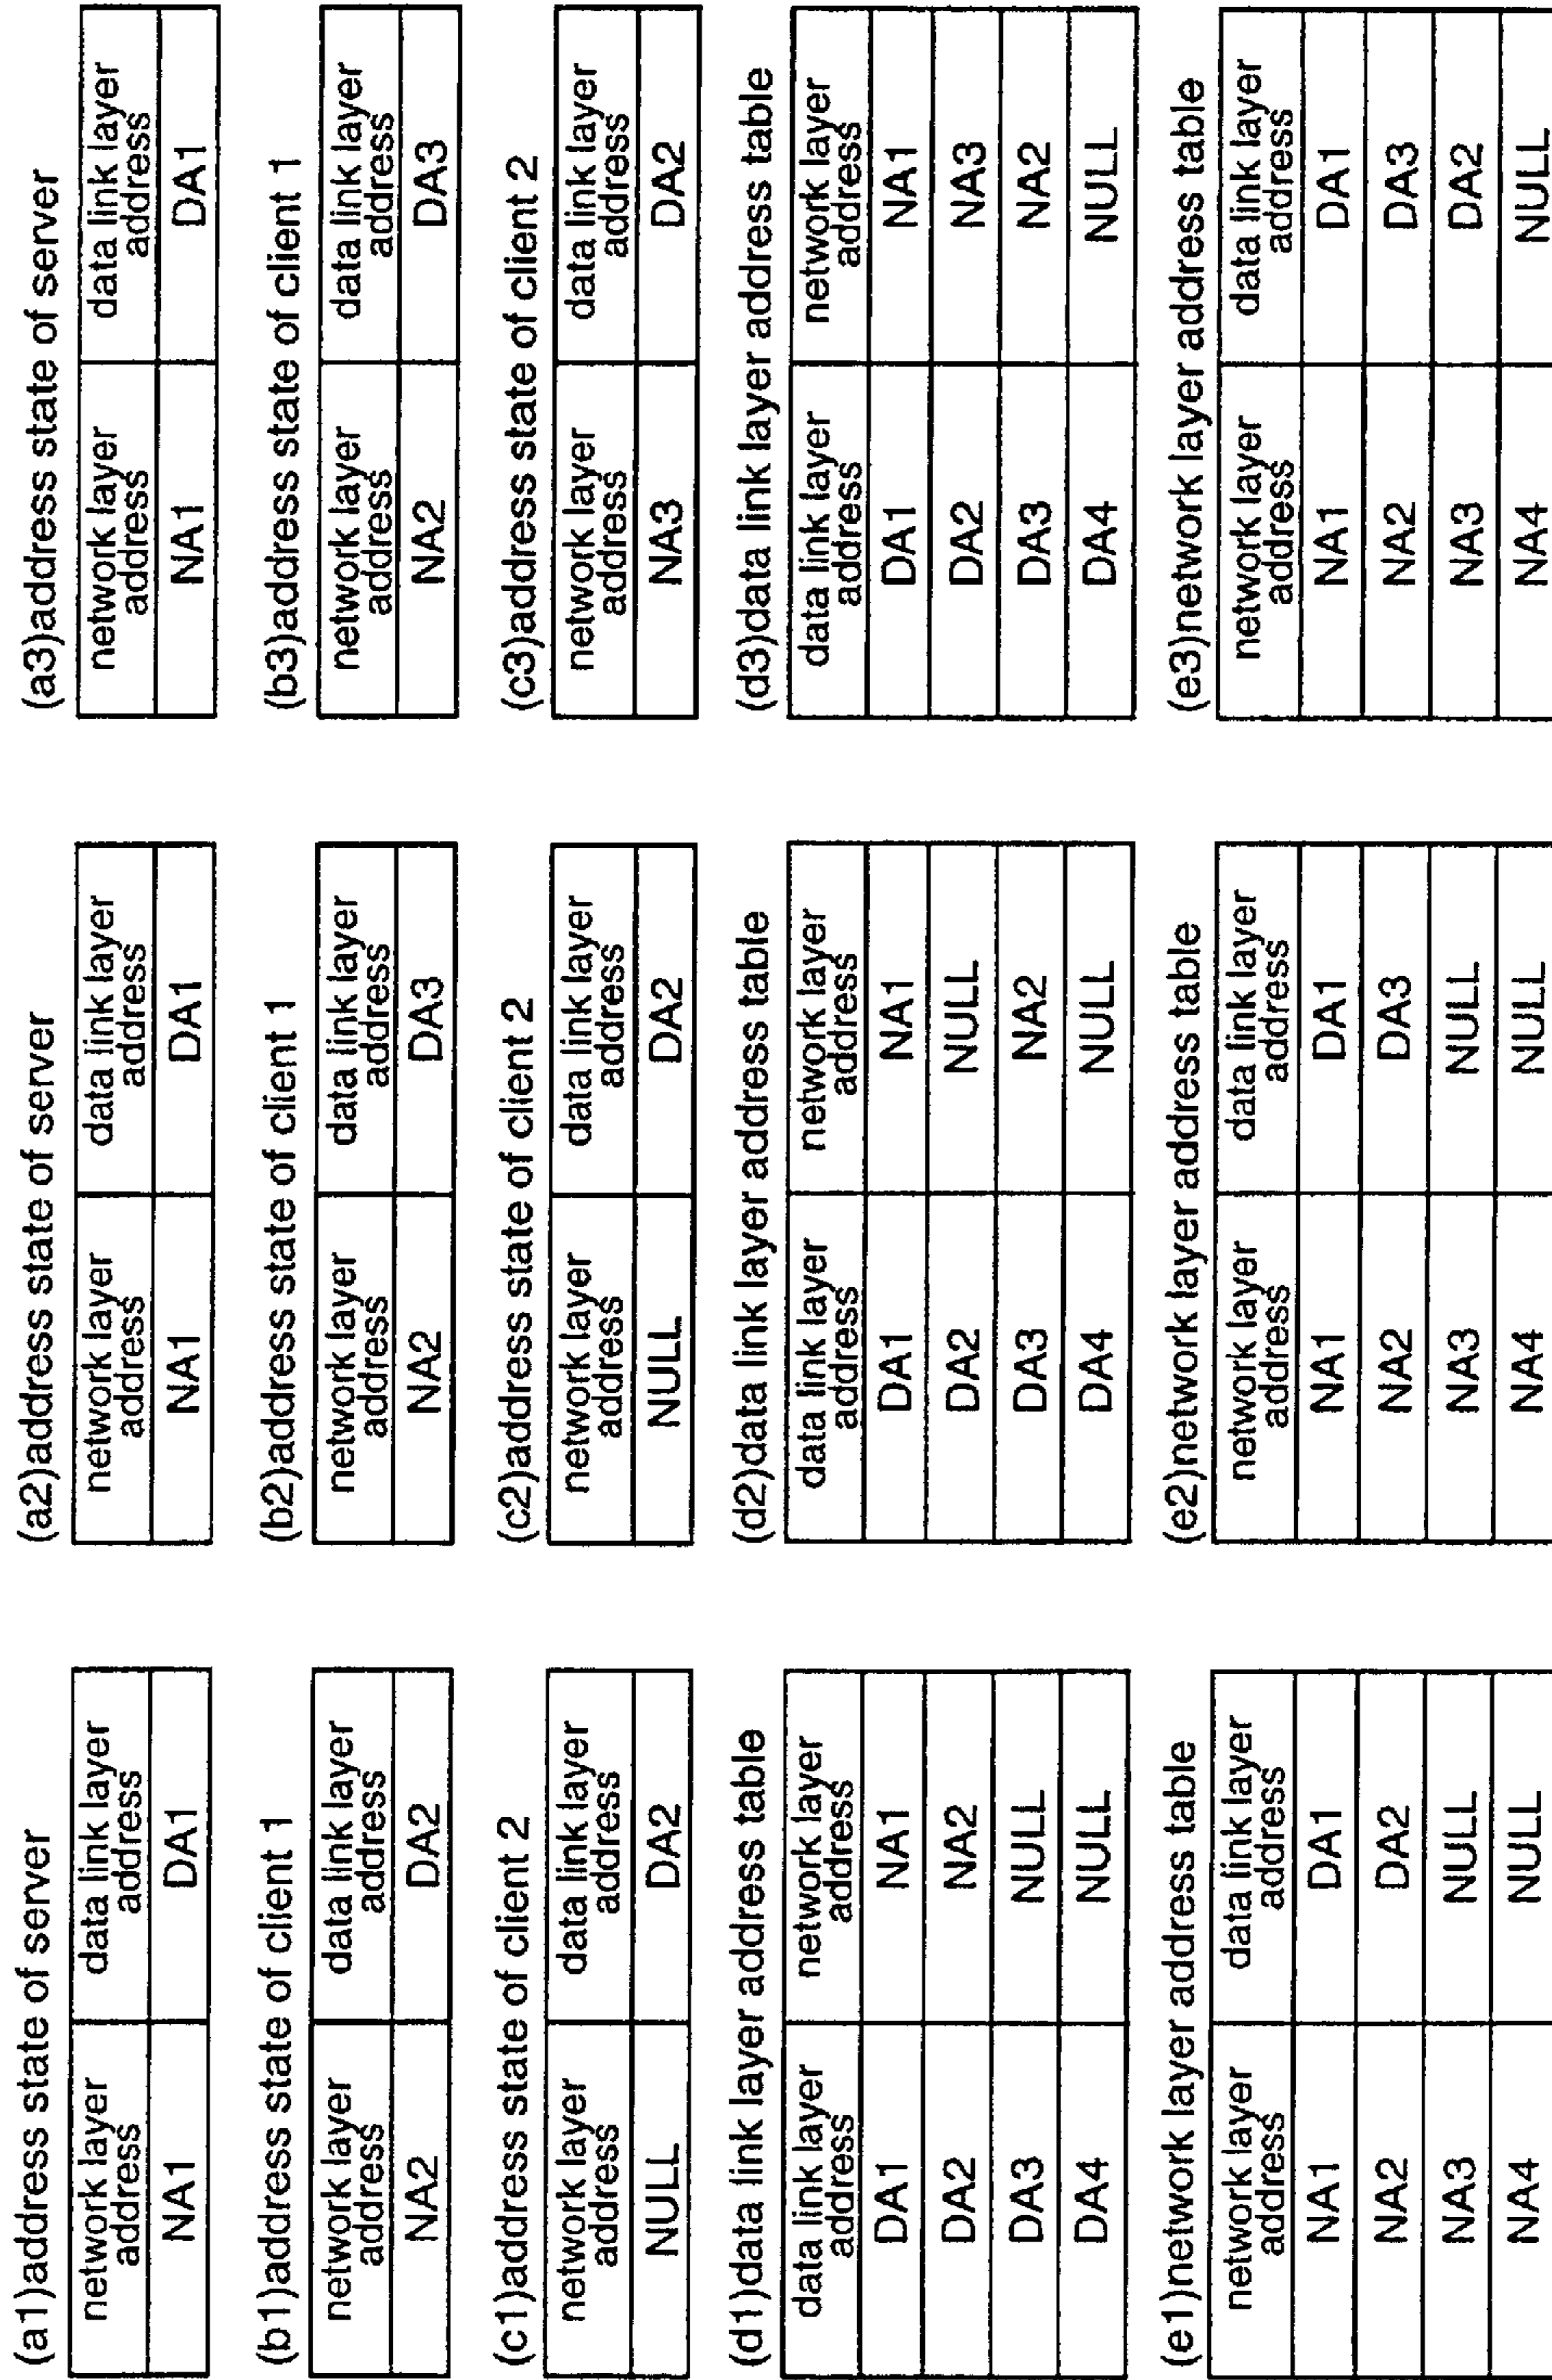 (a1)address state of server
network layer address
data link layer address
NA1 DA1
(b1)address state of client 1
network layer address
data link layer address
NA2 DA2
(c1)address state of client 2
network layer address
data link layer address
NULL DA2
(d1)data link layer address table
data link layer address
network layer address
DA1 NA1
DA2 NA2
DA3 NULL
DA4 NULL
(e1)network layer address table
network layer address
data link layer address
NA1 DA1
NA2 DA2
NA3 NULL
NA4 NULL
(a2)address state of server
network layer address
data link layer address
NA1 DA1
(b2)address state of client 1
network layer address
data link layer address
NA2 DA3
(c2)address state of client 2
network layer address
data link layer address
NULL DA2
(d2)data link layer address table
data link layer address
network layer address
DA1 NA1
DA2 NULL
DA3 NA2
DA4 NULL
(e2)network layer address table
network layer address
data link layer address
NA1 DA1
NA2 DA3
NA3 NULL
NA4 NULL
(a3)address state of server
network layer address
data link layer address
NA1 DA1
(b3)address state of client 1
network layer address
data link layer address
NA2 DA3
(c3)address state of client 2
network layer address
data link layer address
NA3 DA2
(d3)data link layer address table
data link layer address
network layer address
DA1 NA1
DA2 NA3
DA3 NA2
DA4 NULL
(e3)network layer address table
network layer address
data link layer address
NA1 DA1
NA2 DA3
NA3 DA2
NA4 NULL